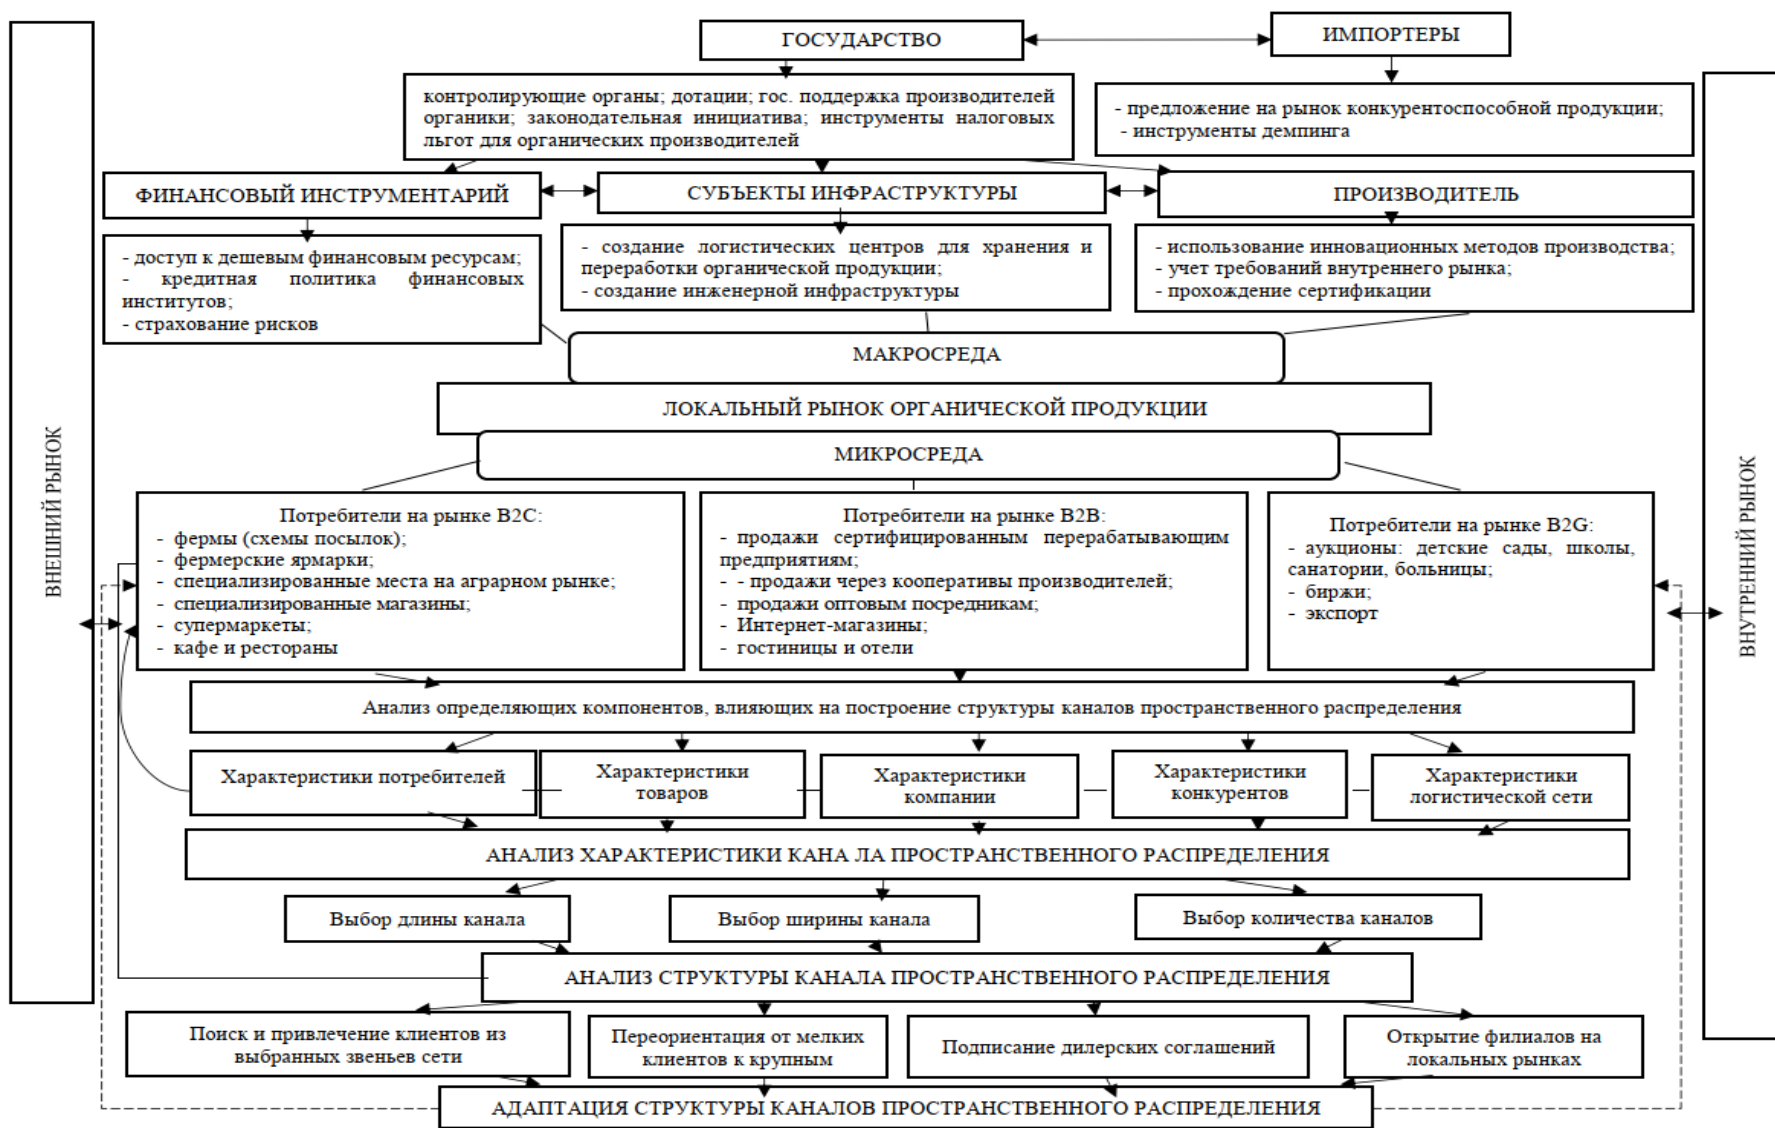 ГОСУДАРСТВО
ИМПОРТЕРЫ
контролирующие органы; дотации; гос. поддержка производителей
органики; законодательная инициатива; инструменты налоговых
льгот для органических производителей
- предложение на рынок конкурентоспособной продукции;
- инструменты демпинга
ФИНАНСОВЫЙ ИНСТРУМЕНТАРИЙ
СУБЪЕКТЫ ИНФРАСТРУКТУРЫ
ПРОИЗВОДИТЕЛЬ
- доступ к дешевым финансовым ресурсам;
- кредитная политика финансовых
институтов;
- страхование рисков
- создание логистических центров для хранения и
переработки органической продукции;
- создание инженерной инфраструктуры
- использование инновационных методов производства;
- учет требований внутреннего рынка;
- прохождение сертификации
МАКРОСРЕДА
ЛОКАЛЬНЫЙ РЫНОК ОРГАНИЧЕСКОЙ ПРОДУКЦИИ
МИКРОСРЕДА
ВНЕШНИЙ РЫНОК
ВНУТРЕННИЙ РЫНОК
Потребители на рынке B2C:
- фермы (схемы посылок);
- фермерские ярмарки;
- специализированные места на аграрном рынке;
- специализированные магазины;
- супермаркеты;
- кафе и рестораны
Потребители на рынке B2B:
- продажи сертифицированным перерабатывающим
предприятиям;
- - продажи через кооперативы производителей;
- продажи оптовым посредникам;
- Интернет-магазины;
- гостиницы и отели
Потребители на рынке B2G:
- аукционы: детские сады, школы,
санатории, больницы;
- биржи;
- экспорт
Анализ определяющих компонентов, влияющих на построение структуры каналов пространственного распределения
Характеристики потребителей
Характеристики
товаров
Характеристики
компании
Характеристики
конкурентов
Характеристики
логистической сети
АНАЛИЗ ХАРАКТЕРИСТИКИ КАНА ЛА ПРОСТРАНСТВЕННОГО РАСПРЕДЕЛЕНИЯ
Выбор длины канала
Выбор ширины канала
Выбор количества каналов
АНАЛИЗ СТРУКТУРЫ КАНАЛА ПРОСТРАНСТВЕННОГО РАСПРЕДЕЛЕНИЯ
Поиск и привлечение клиентов из
выбранных звеньев сети
Переориентация от мелких
клиентов к крупным
Подписание дилерских соглашений
Открытие филиалов на
локальных рынках
АДАПТАЦИЯ СТРУКТУРЫ КАНАЛОВ ПРОСТРАНСТВЕННОГО РАСПРЕДЕЛЕНИЯ